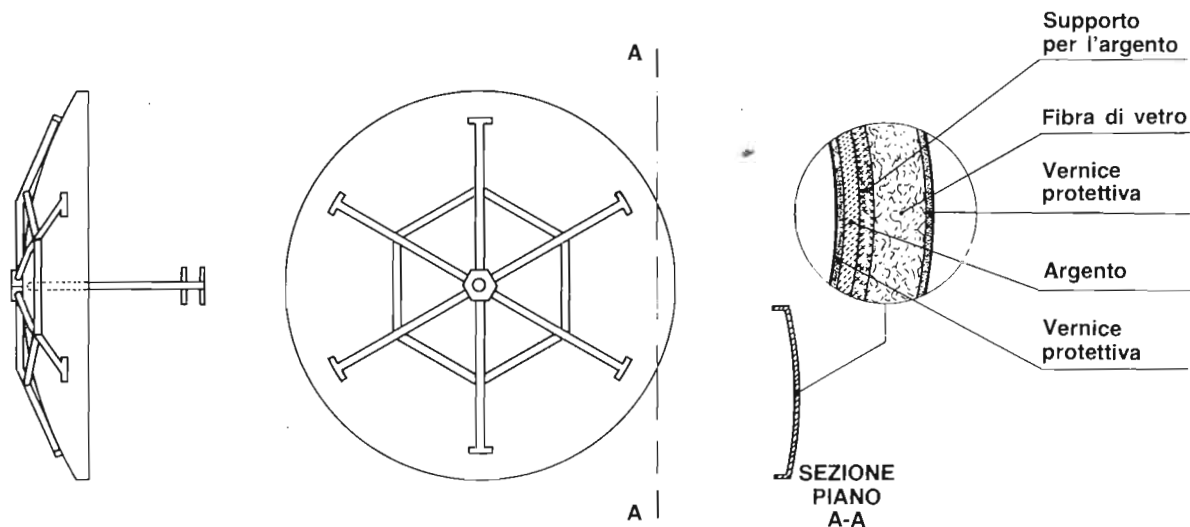 A
A
Supporto
per l'argento
Fibra di vetro
Vernice
protettiva
Argento
Vernice
protettiva
SEZIONE
PIANO
A-A